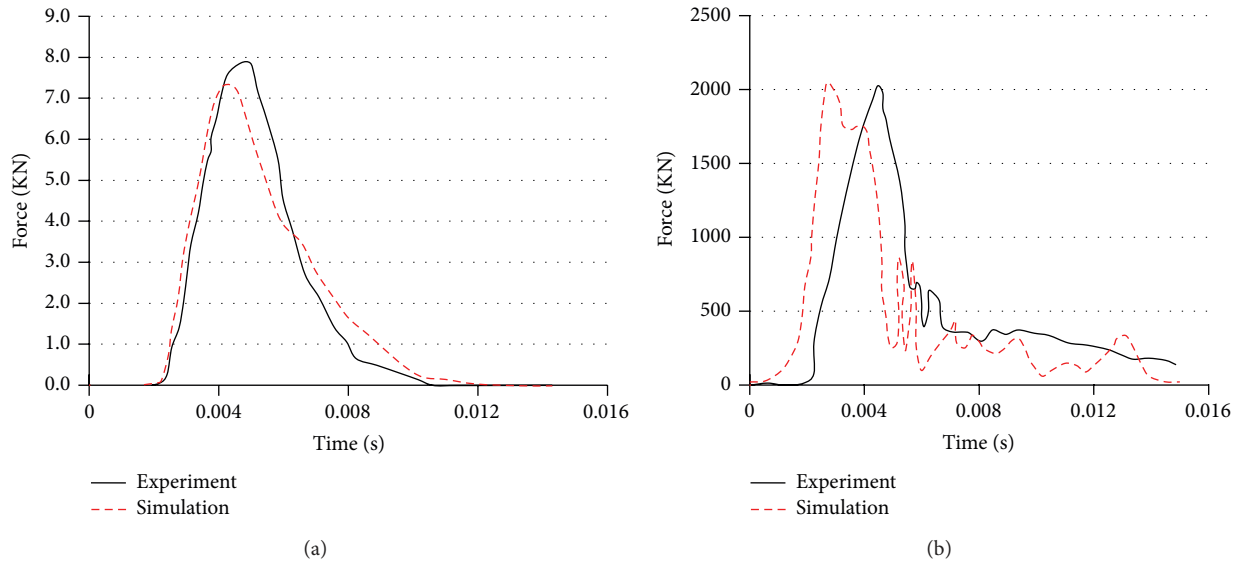 9.0
8.0
7.0
6.0
5.0
4.0
3.0
2.0
1.0
0.0
Force (KN)
0 0.004 0.008 0.012 0.016
Time (s)
Experiment
Simulation
(a)
2500
2000
1500
1000
500
0
Force (KN)
0 0.004 0.008 0.012 0.016
Time (s)
Experiment
Simulation
(b)